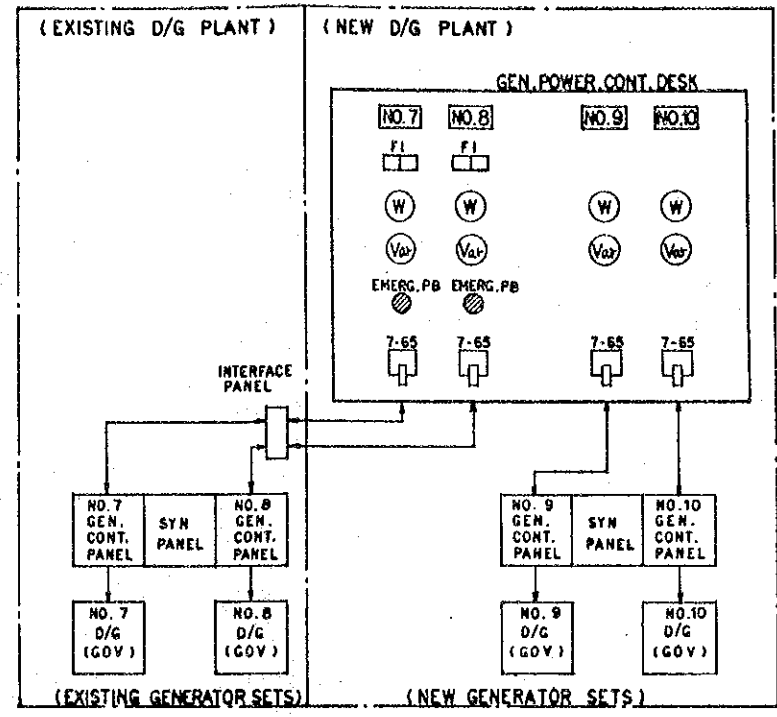 (EXISTING D/G PLANT)
(NEW D/G PLANT)
GEN.POWER.CONT.DESK
NO.7
NO.8
NO.9
NO.10
FI
FI
W
W
W
W
Var
Var
Var
Var
EMERG.PB
EMERG.PB
7-65
7-65
7-65
7-65
INTERFACE
PANEL
NO.7
GEN.
CONT.
PANEL
SYN
PANEL
NO.8
GEN.
CONT.
PANEL
NO.9
GEN.
CONT.
PANEL
SYN
PANEL
NO.10
GEN.
CONT.
PANEL
NO.7
D/G
(GOV)
NO.8
D/G
(GOV)
NO.9
D/G
(GOV)
NO.10
D/G
(GOV)
(EXISTING GENERATOR SETS)
(NEW GENERATOR SETS)